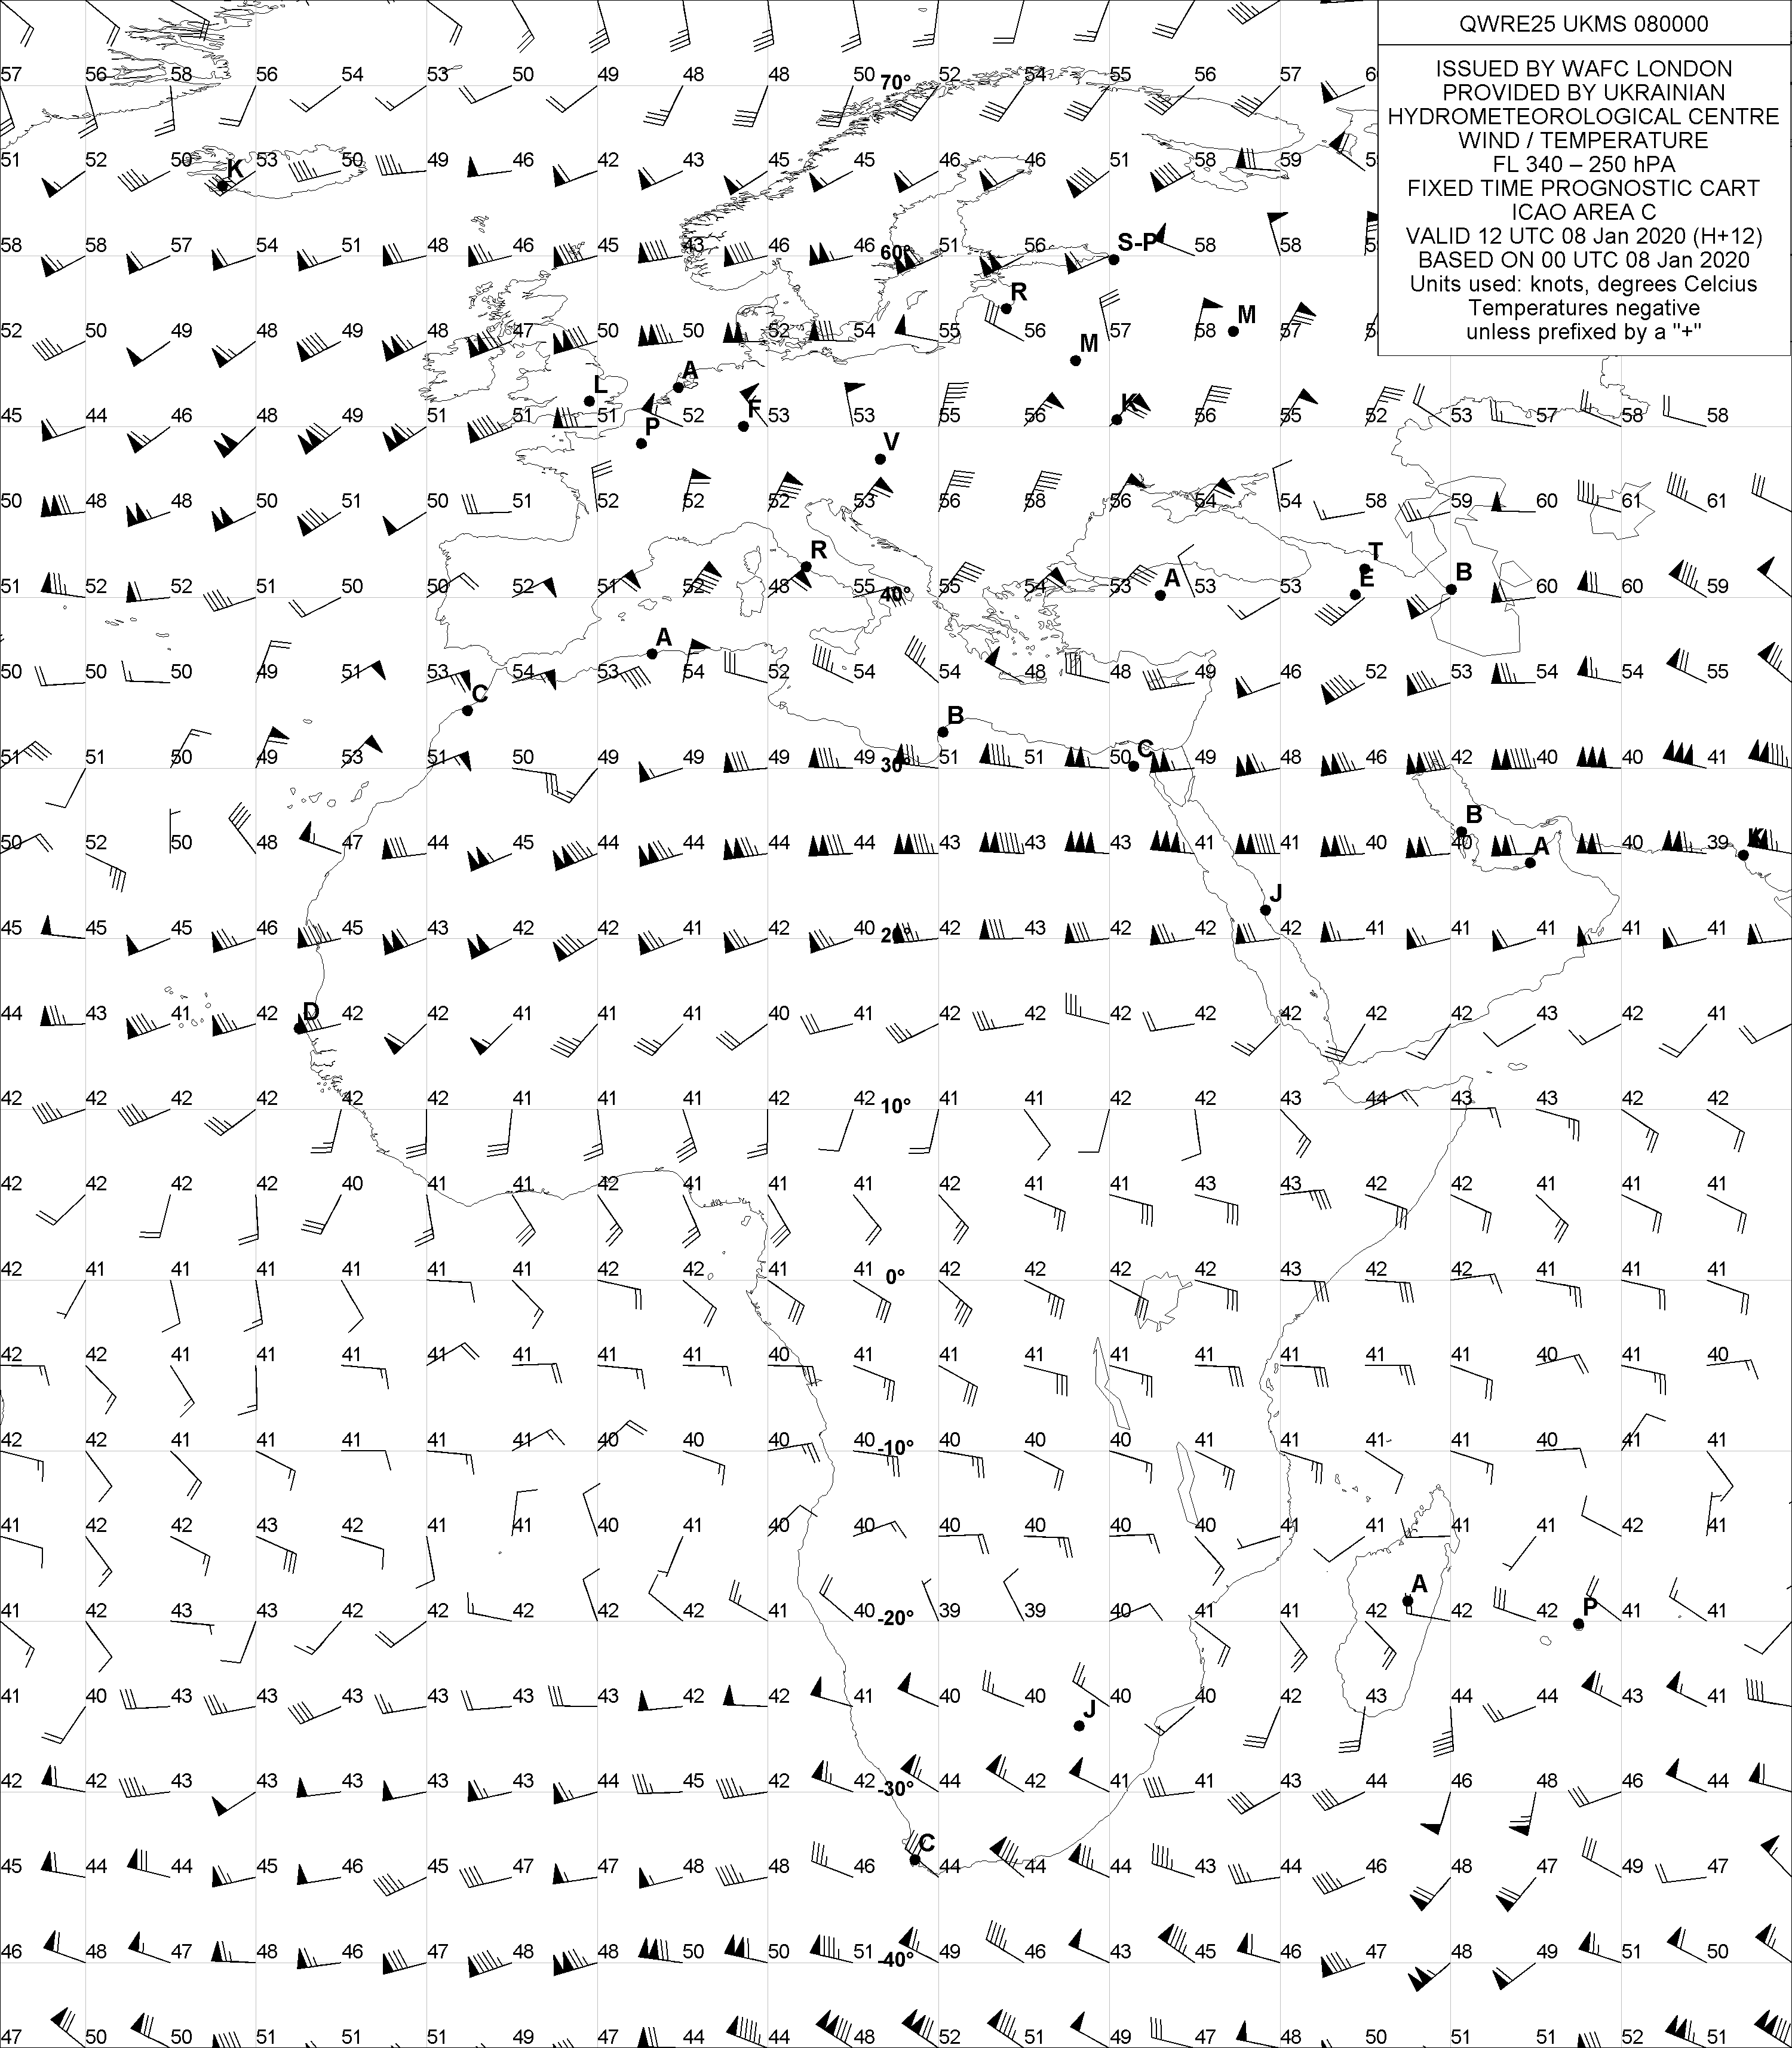 QWRE25 UKMS 080000
ISSUED BY WAFC LONDON
PROVIDED BY UKRAINIAN
HYDROMETEOROLOGICAL CENTRE
WIND / TEMPERATURE
FL 340 – 250 hPA
FIXED TIME PROGNOSTIC CART
ICAO AREA C
VALID 12 UTC 08 Jan 2020 (H+12)
BASED ON 00 UTC 08 Jan 2020
Units used: knots, degrees Celcius
Temperatures negative
unless prefixed by a "+"
57 56 58 56 54 53 50 49 48 48 50 70° 52 54 55 56 57 6
51 52 50 K 53 50 49 46 42 43 45 45 46 46 51 58 59 5
58 58 57 54 51 48 46 45 43 46 46 60° 51 56 S-P 58 58 5
R M
52 50 49 48 49 48 47 50 50 52 54 55 56 57 58 57 5
M
L A
45 44 46 48 49 51 51 51 P 52 F 53 53 55 56 K 56 55 52 53 57 58 58
V
50 48 48 50 51 50 51 52 52 52 53 56 58 56 54 54 58 59 60 61 61
R T
51 52 52 51 50 50 52 51 52 48 55 40° 55 54 53 A 53 53 E B 60 60 59
A
50 50 50 49 51 53 54 53 54 52 54 54 48 48 49 46 52 53 54 54 55
C
B
51 51 50 49 53 51 50 49 49 49 49 30° 51 51 50 C 49 48 46 42 40 40 41
B
50 52 50 48 47 44 45 44 44 44 44 43 43 43 41 41 40 40 A 40 39 K
J
45 45 45 46 45 43 42 42 41 42 40 20° 42 43 42 42 42 41 41 41 41 41
44 43 41 42 D 42 42 41 41 41 40 41 42 42 42 42 42 42 42 43 42 41
42 42 42 42 42 42 41 41 41 42 42 10° 41 41 42 42 43 44 43 43 42 42
42 42 42 42 40 41 41 42 41 41 41 42 41 41 43 43 42 42 41 41 41
42 41 41 41 41 41 41 42 42 41 41 0° 42 42 42 42 43 42 42 41 41 41
42 42 41 41 41 41 41 41 41 40 41 41 41 41 41 41 41 41 40 41 40
42 42 41 41 41 41 41 40 40 40 40 -10° 40 40 40 41 41 41 41 40 41 41
41 42 42 43 42 41 41 40 41 40 40 40 40 40 40 41 41 41 41 42 41
A
41 42 43 43 42 42 42 42 42 41 40 -20° 39 39 40 41 41 42 42 42 P 41 41
41 40 43 43 43 43 43 43 42 42 41 40 40 40 40 42 43 44 44 43 41
J
42 42 43 43 43 43 43 44 45 42 42 -30° 44 42 41 41 43 44 46 48 46 44
C
45 44 44 45 46 45 47 47 48 48 46 44 44 44 43 44 46 48 47 49 47
46 48 47 48 46 47 48 48 50 50 51 -40° 49 46 43 45 46 47 48 49 51 50
47 50 50 51 51 51 49 47 44 44 48 52 51 49 47 48 50 51 51 52 51